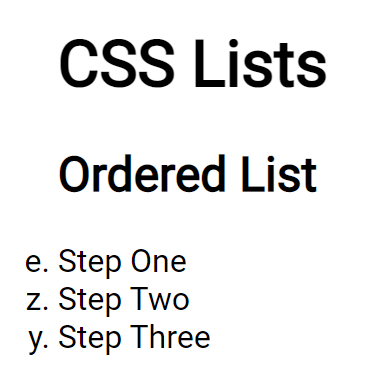 CSS Lists
Ordered List
e. Step One
z. Step Two
y. Step Three